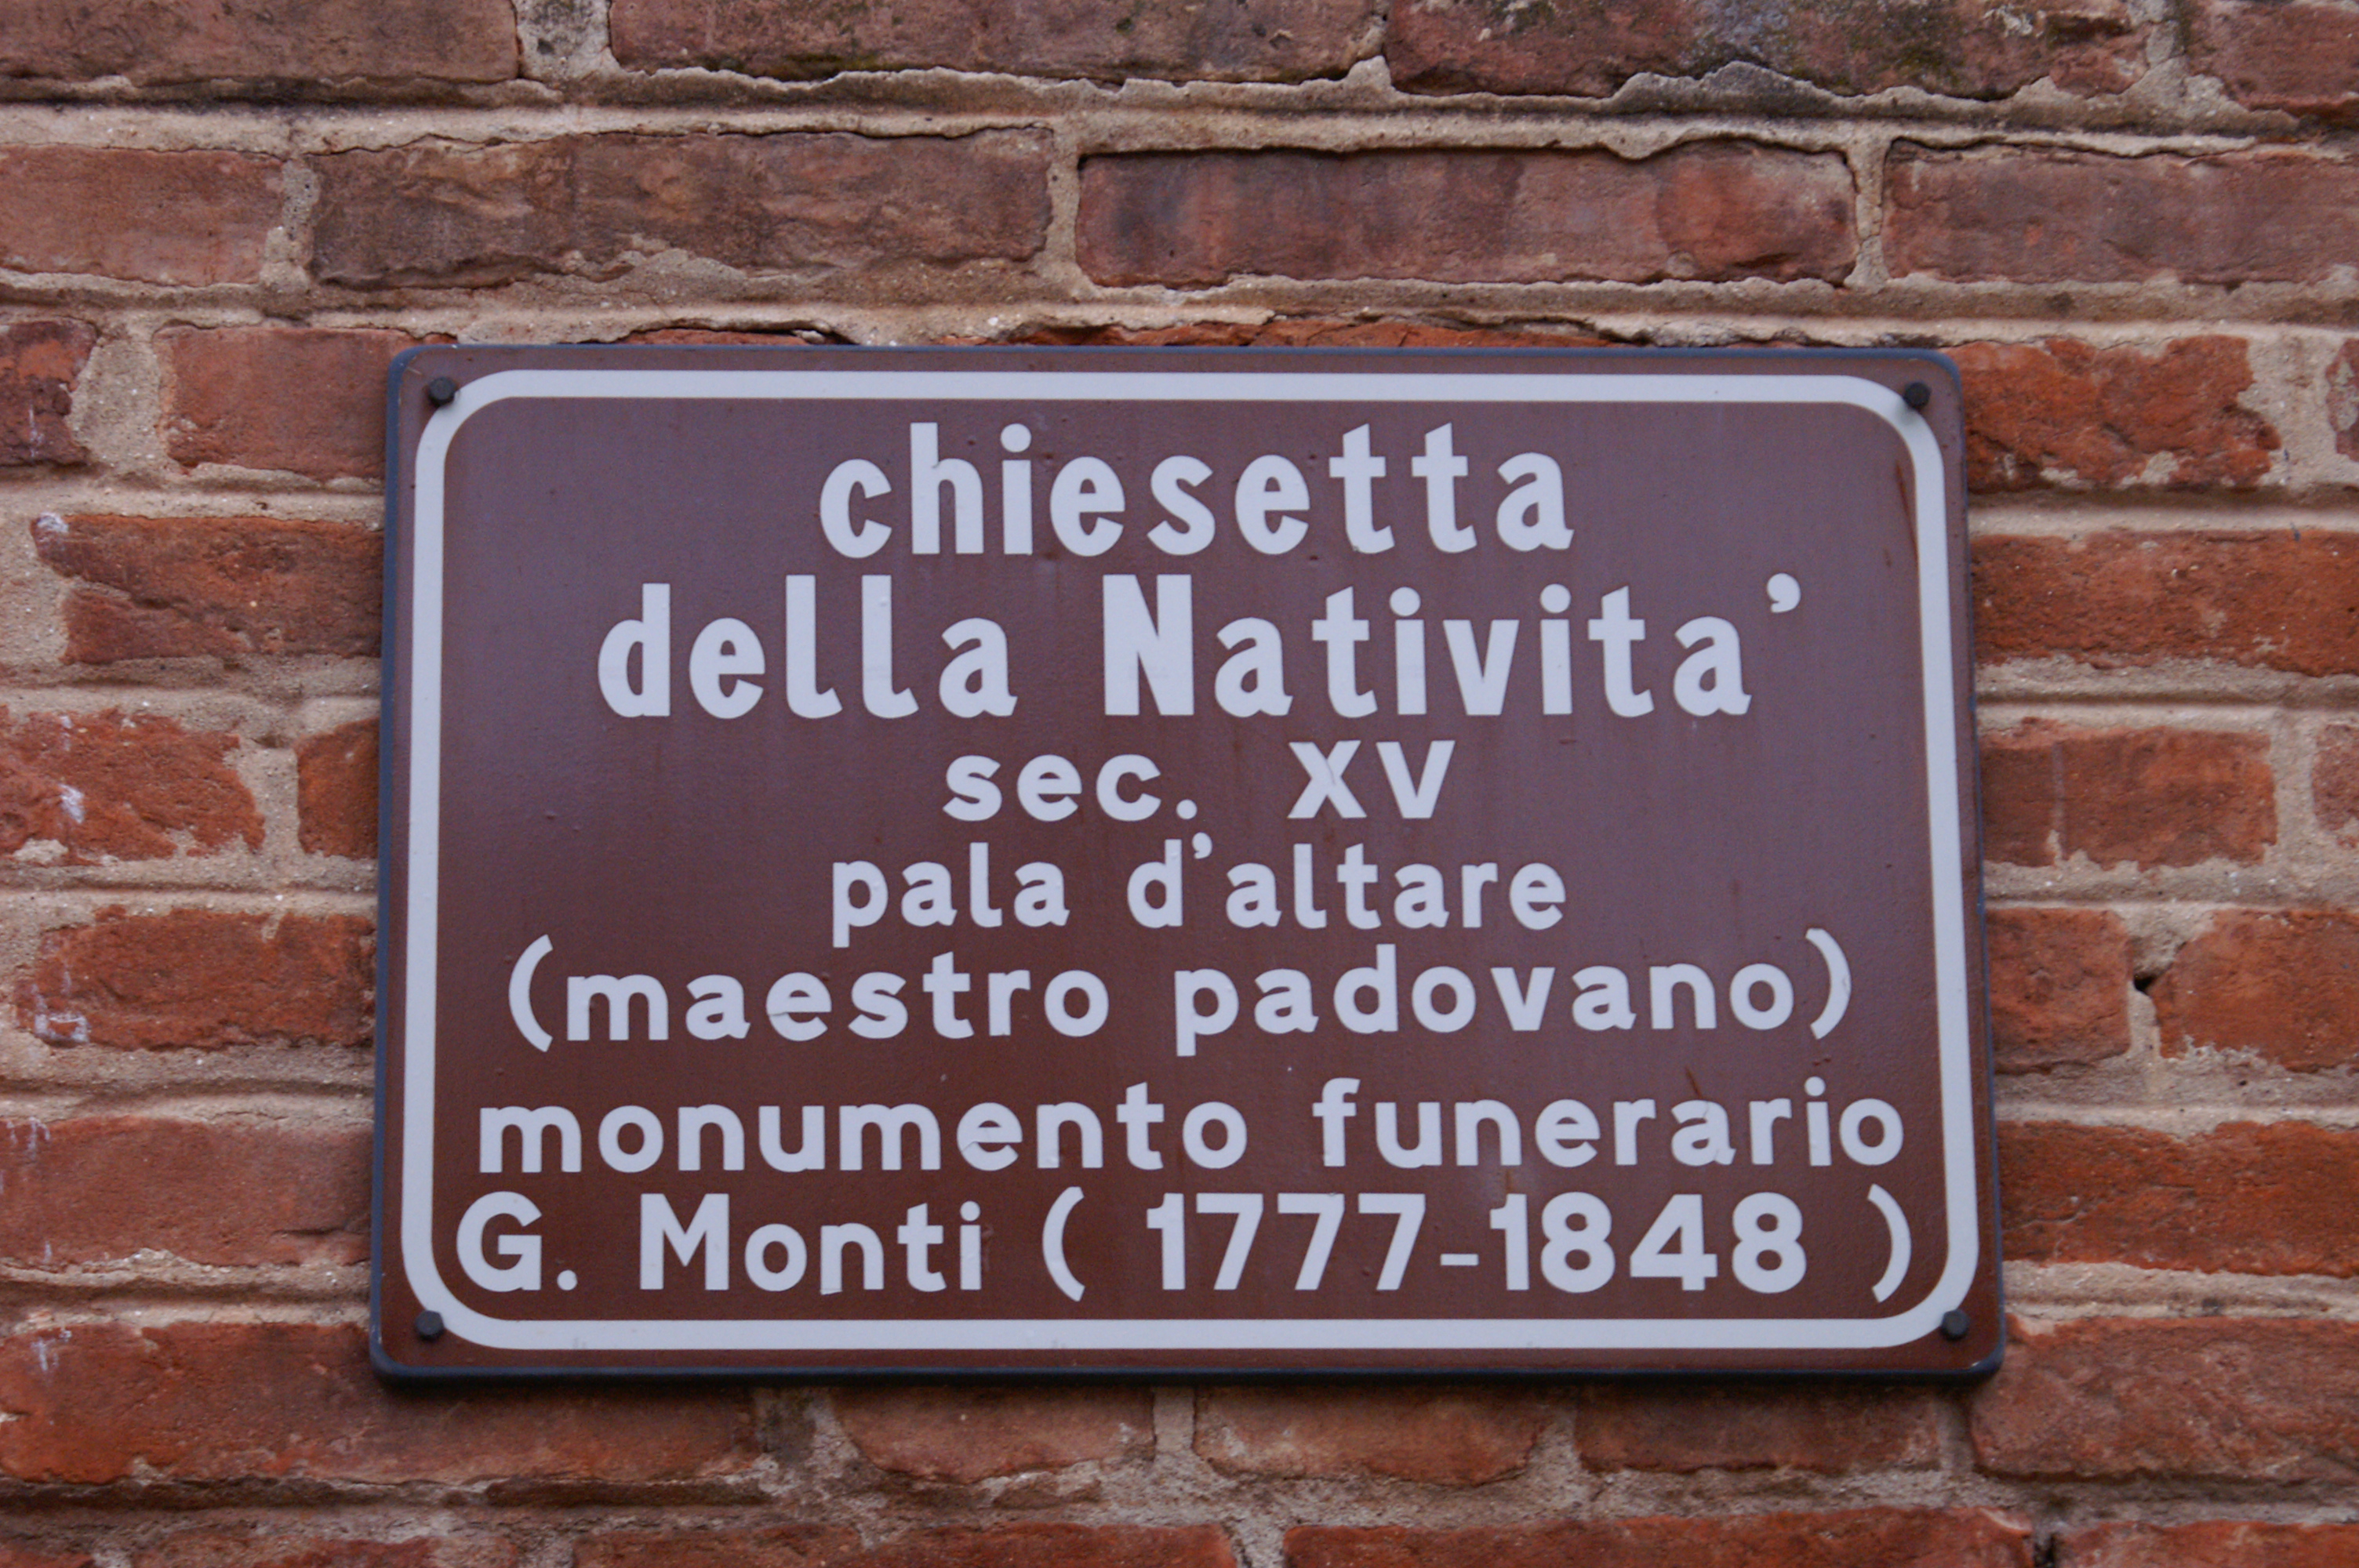 chiesetta
della Nativita'
sec. XV
pala d'altare
(maestro padovano)
monumento funerario
G. Monti ( 1777-1848 )